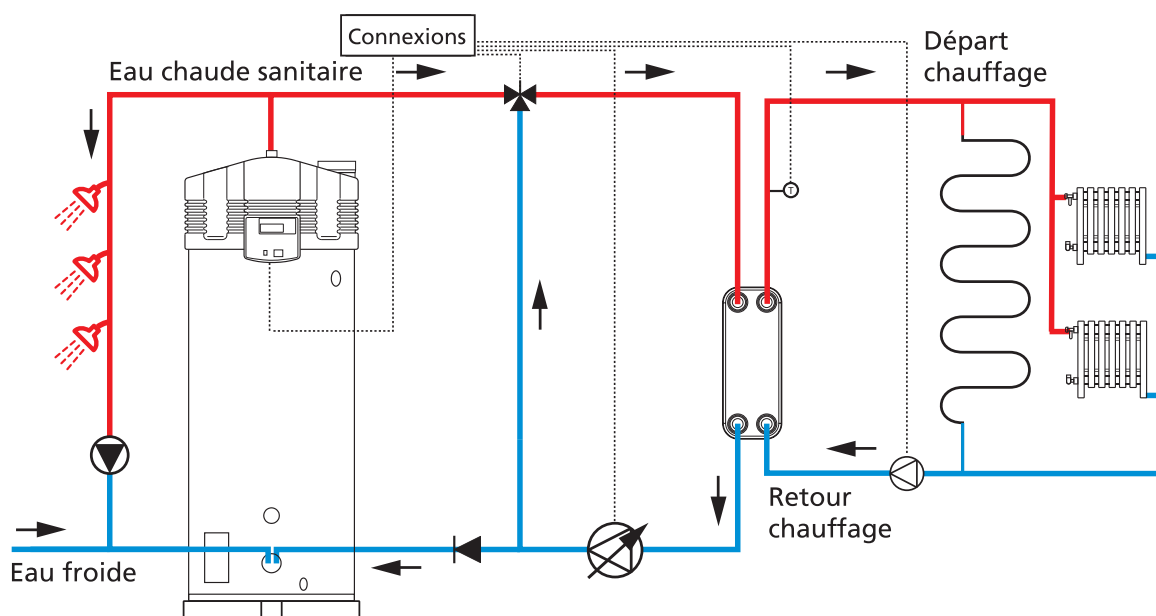 Connexions
Eau chaude sanitaire
Départ
chauffage
T
Retour
chauffage
Eau froide